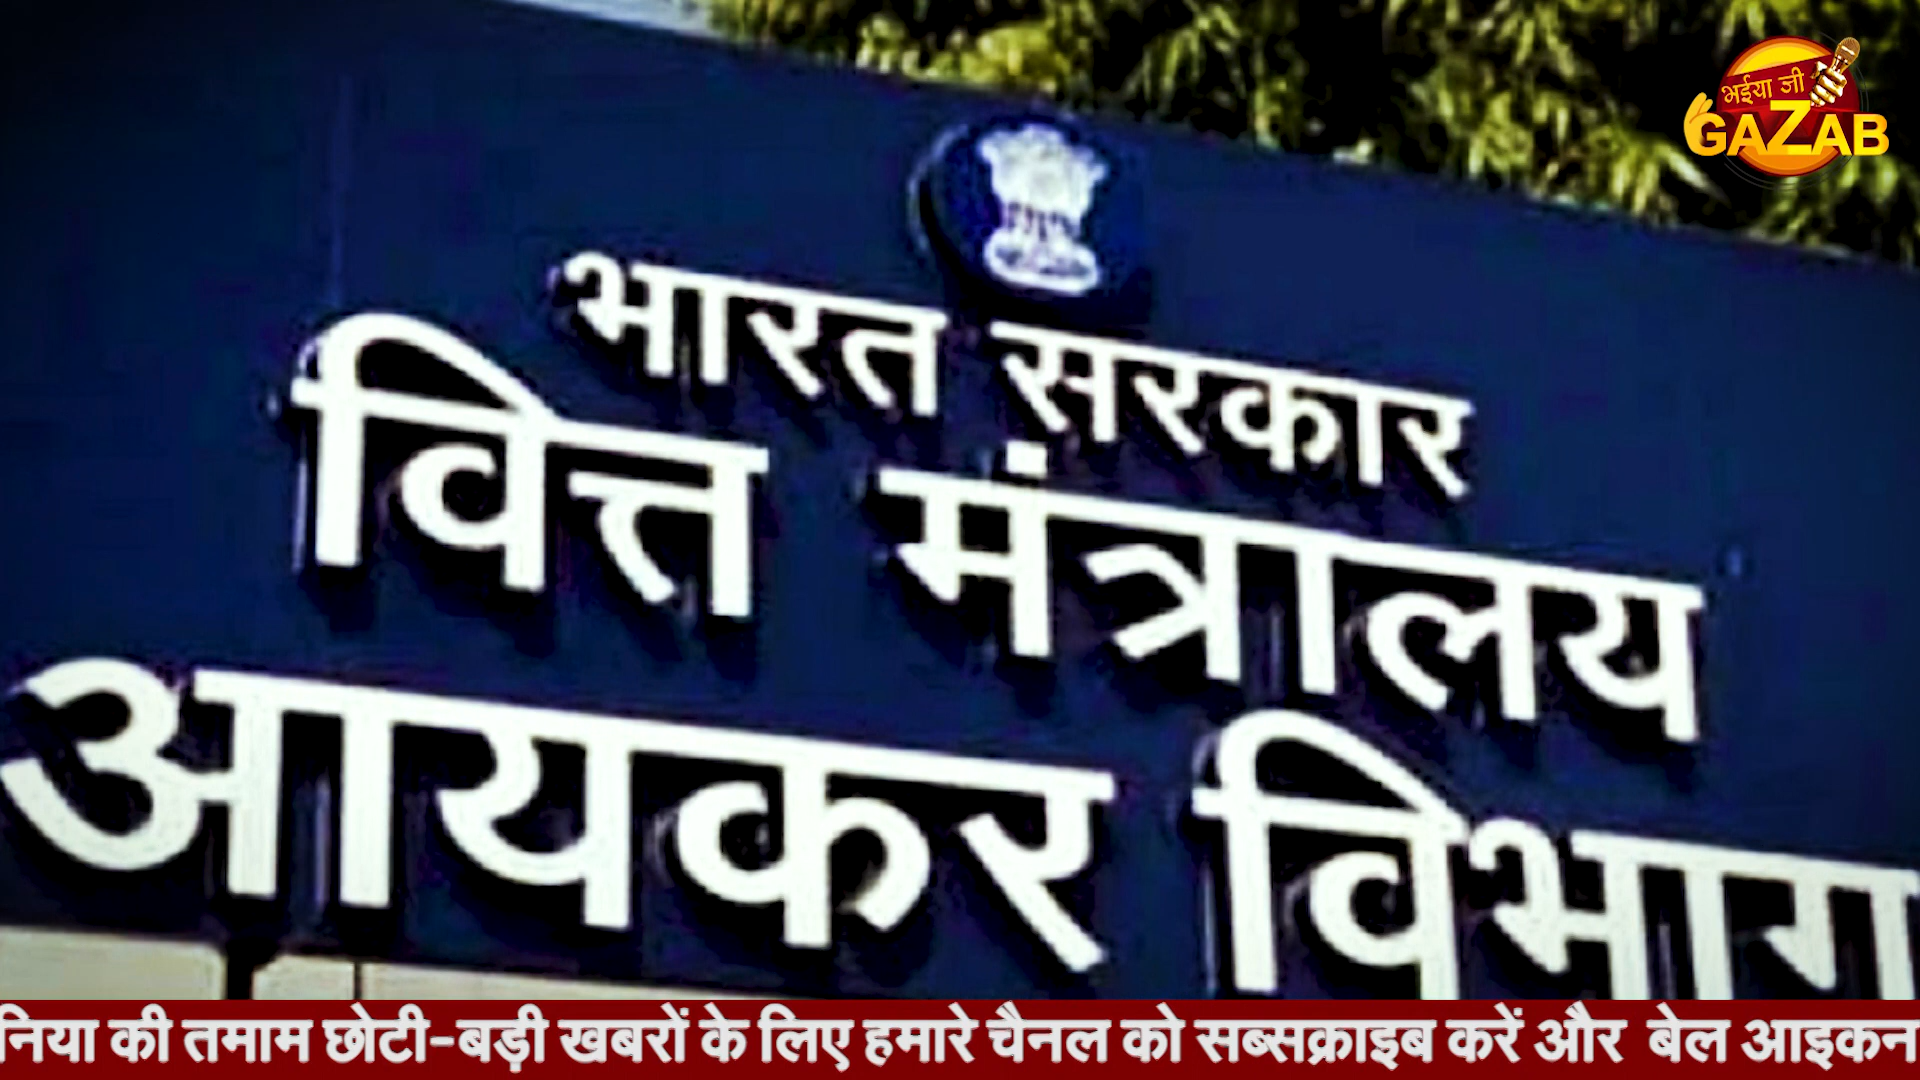 भईया जी
GAZAB
भारत सरकार
वित्त मंत्रालय
आयकर विभाग
निया की तमाम छोटी-बड़ी खबरों के लिए हमारे चैनल को सब्सक्राइब करें और बेल आइकन